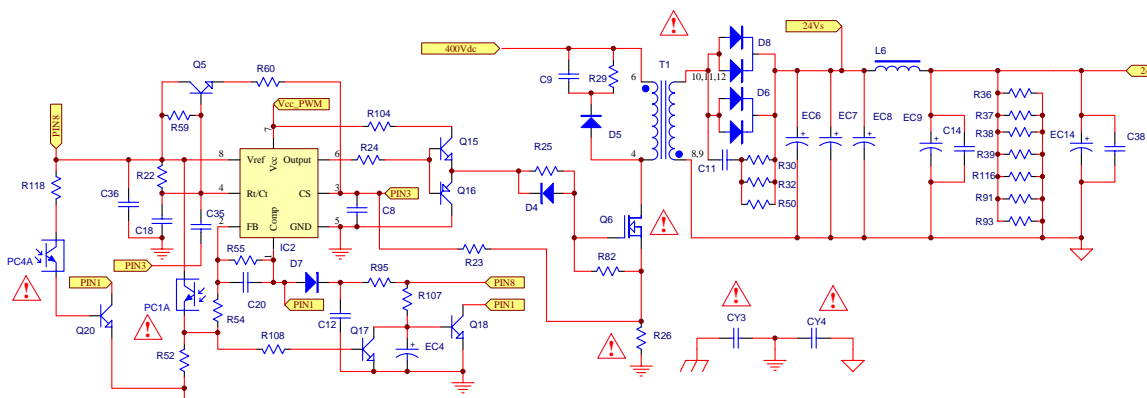 24Vs
400Vdc
D8
L6
T1
Q5
R60
C9
R29
6
10,11,12
24
Vcc_PWM
R36
PIN8
R104
Q15
D6
EC6
EC7
EC8
EC9
C14
R37
EC14
C38
R59
7
D5
R38
Vcc
R25
R24
4
8,9
R39
8
Vref
Output
6
C11
R30
R116
R118
R22
Q16
R32
R91
C36
4
Rt/Ct
CS
3
PIN3
R50
C35
C8
D4
Q6
R93
C18
2
FB
Comp
GND
5
IC2
R55
1
D7
R23
R82
PC4A
PIN3
R95
PIN8
PIN1
PC1A
C20
PIN1
R107
PIN1
CY3
CY4
Q20
R54
C12
Q17
Q18
R26
R108
EC4
R52